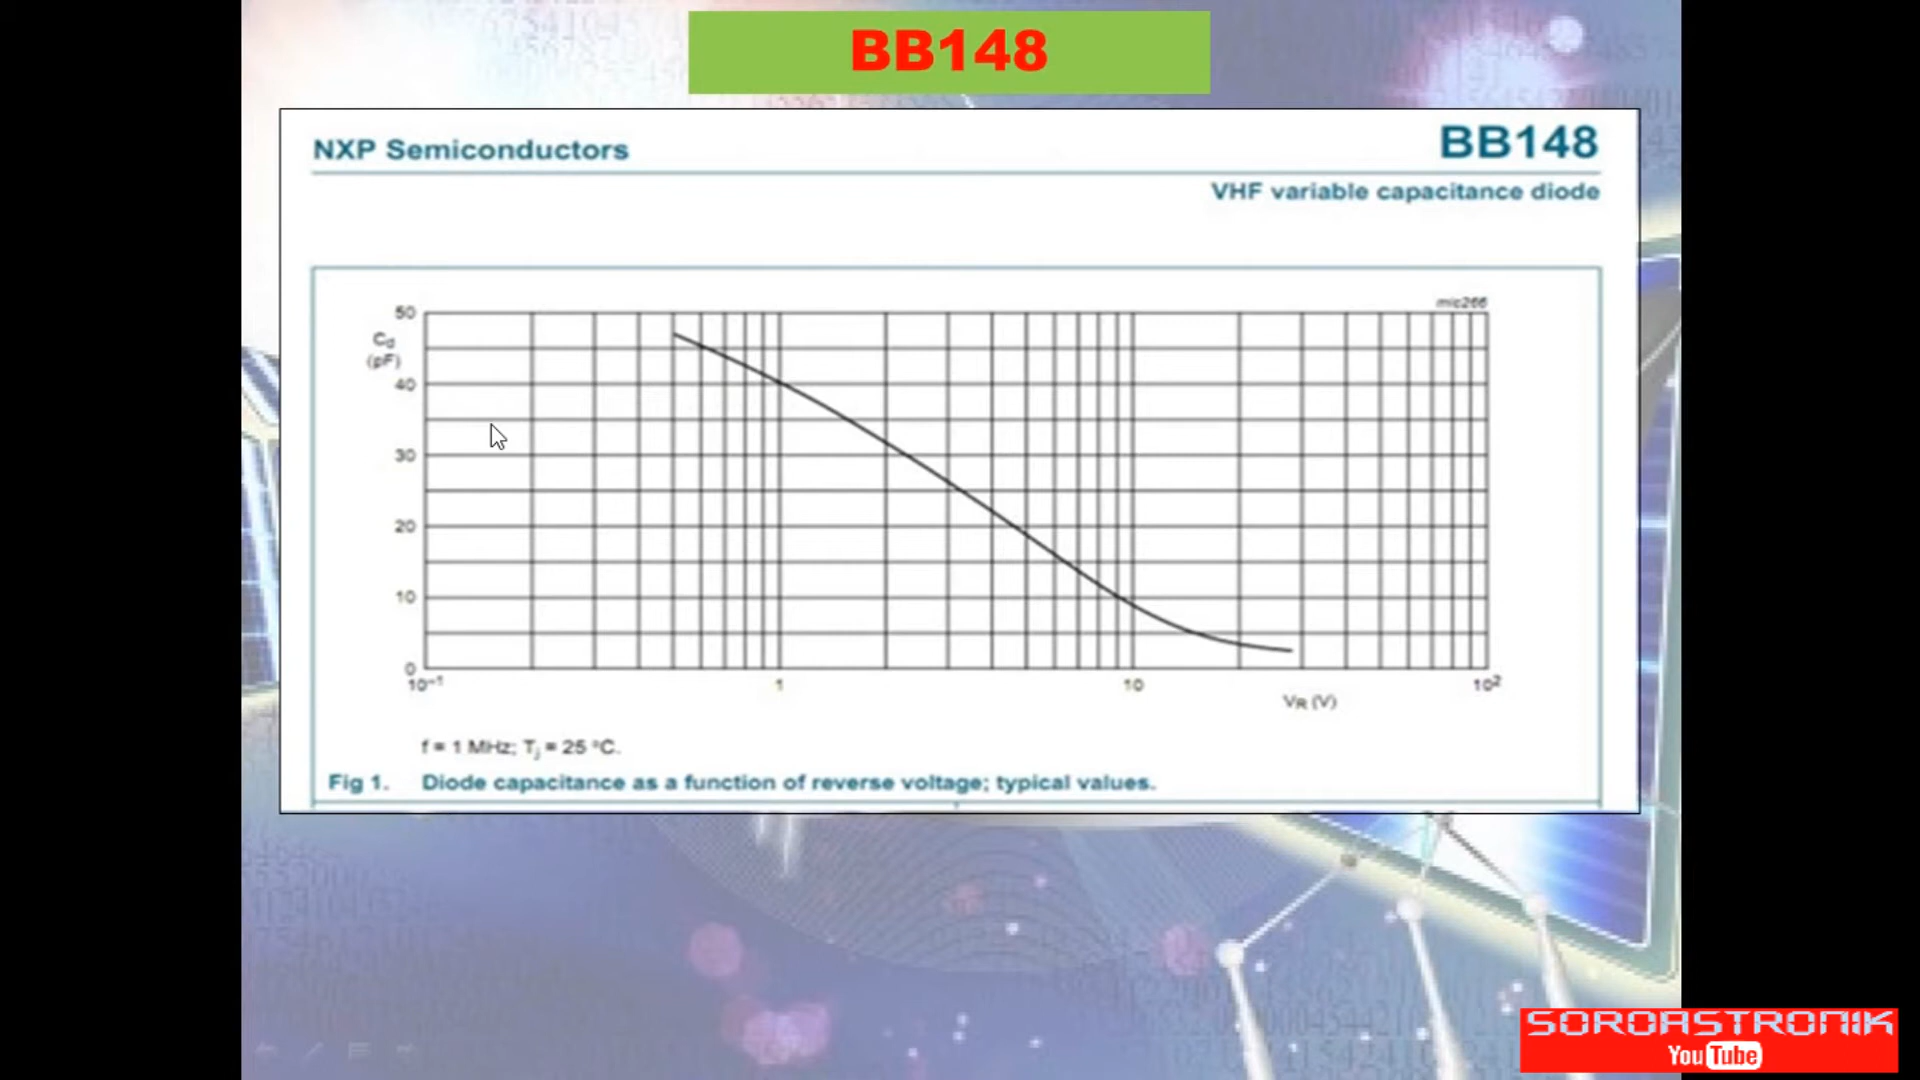 BB148
NXP Semiconductors
BB148
VHF variable capacitance diode
mlc266
50
Cd
(pF)
40
30
20
10
0
10⁻¹
1
10
10²
VR (V)
f = 1 MHz; Tj = 25 °C.
Fig 1. Diode capacitance as a function of reverse voltage; typical values.
SOROASTRONIK
YouTube